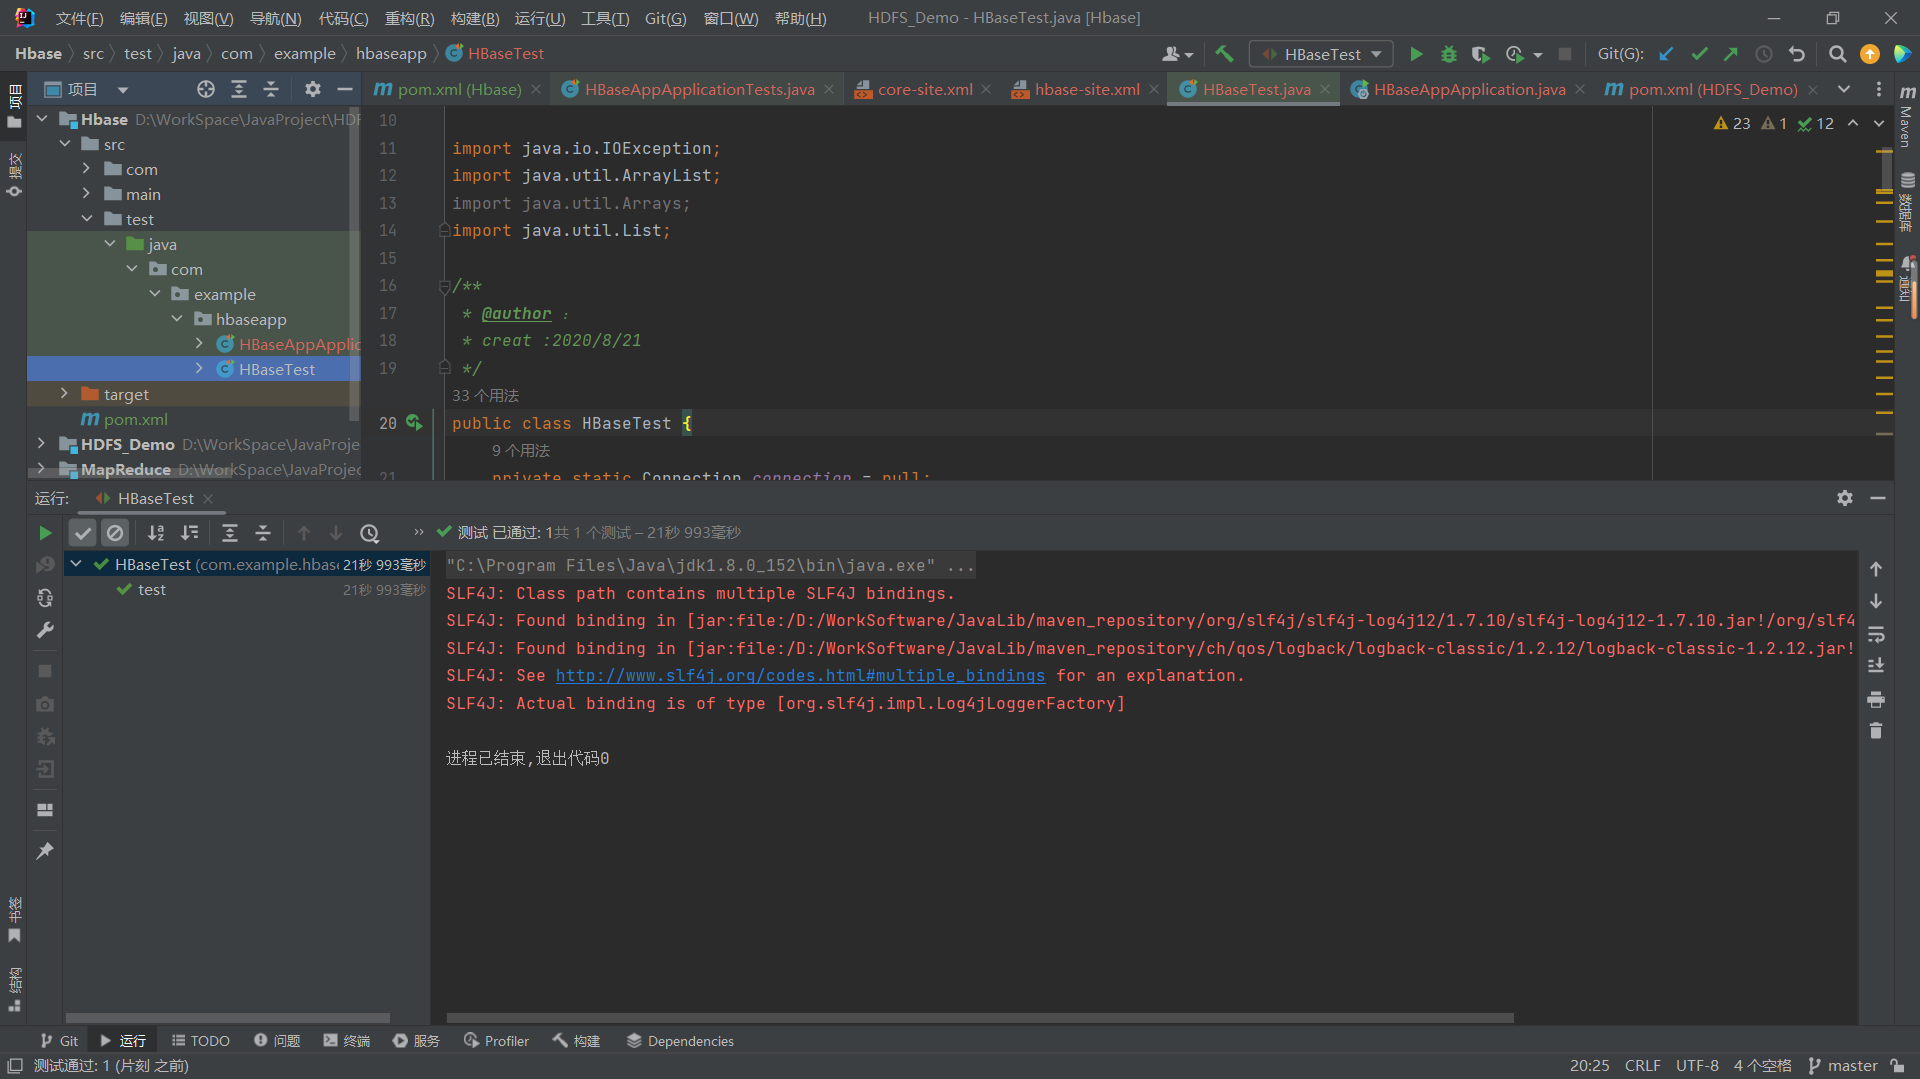 文件(F) 编辑(E) 视图(V) 导航(N) 代码(C) 重构(R) 构建(B) 运行(U) 工具(T) Git(G) 窗口(W) 帮助(H) HDFS_Demo - HBaseTest.java [Hbase]
Hbase src test java com example hbaseapp HBaseTest HBaseTest Git(G):
项目 pom.xml (Hbase) HBaseAppApplicationTests.java core-site.xml hbase-site.xml HBaseTest.java HBaseAppApplication.java pom.xml (HDFS_Demo)
项目
提交
书签
结构
Maven
数据库
通知
Hbase D:\WorkSpace\JavaProject\HDF
src
com
main
test
java
com
example
hbaseapp
HBaseAppApplic
HBaseTest
target
pom.xml
HDFS_Demo D:\WorkSpace\JavaProje
MapReduce D:\WorkSpace\JavaProjec
23 1 12
10
11 import java.io.IOException;
12 import java.util.ArrayList;
13 import java.util.Arrays;
14 import java.util.List;
15
16 /**
17 * @author :
18 * creat :2020/8/21
19 */
33 个用法
20 public class HBaseTest {
9 个用法
21 private static Connection connection = null;
运行: HBaseTest
测试 已通过: 1共 1 个测试 – 21秒 993毫秒
HBaseTest (com.example.hbase 21秒 993毫秒
test 21秒 993毫秒
"C:\Program Files\Java\jdk1.8.0_152\bin\java.exe" ...
SLF4J: Class path contains multiple SLF4J bindings.
SLF4J: Found binding in [jar:file:/D:/WorkSoftware/JavaLib/maven_repository/org/slf4j/slf4j-log4j12/1.7.10/slf4j-log4j12-1.7.10.jar!/org/slf4
SLF4J: Found binding in [jar:file:/D:/WorkSoftware/JavaLib/maven_repository/ch/qos/logback/logback-classic/1.2.12/logback-classic-1.2.12.jar!
SLF4J: See http://www.slf4j.org/codes.html#multiple_bindings for an explanation.
SLF4J: Actual binding is of type [org.slf4j.impl.Log4jLoggerFactory]
进程已结束,退出代码0
Git 运行 TODO 问题 终端 服务 Profiler 构建 Dependencies
测试通过: 1 (片刻 之前) 20:25 CRLF UTF-8 4 个空格 master